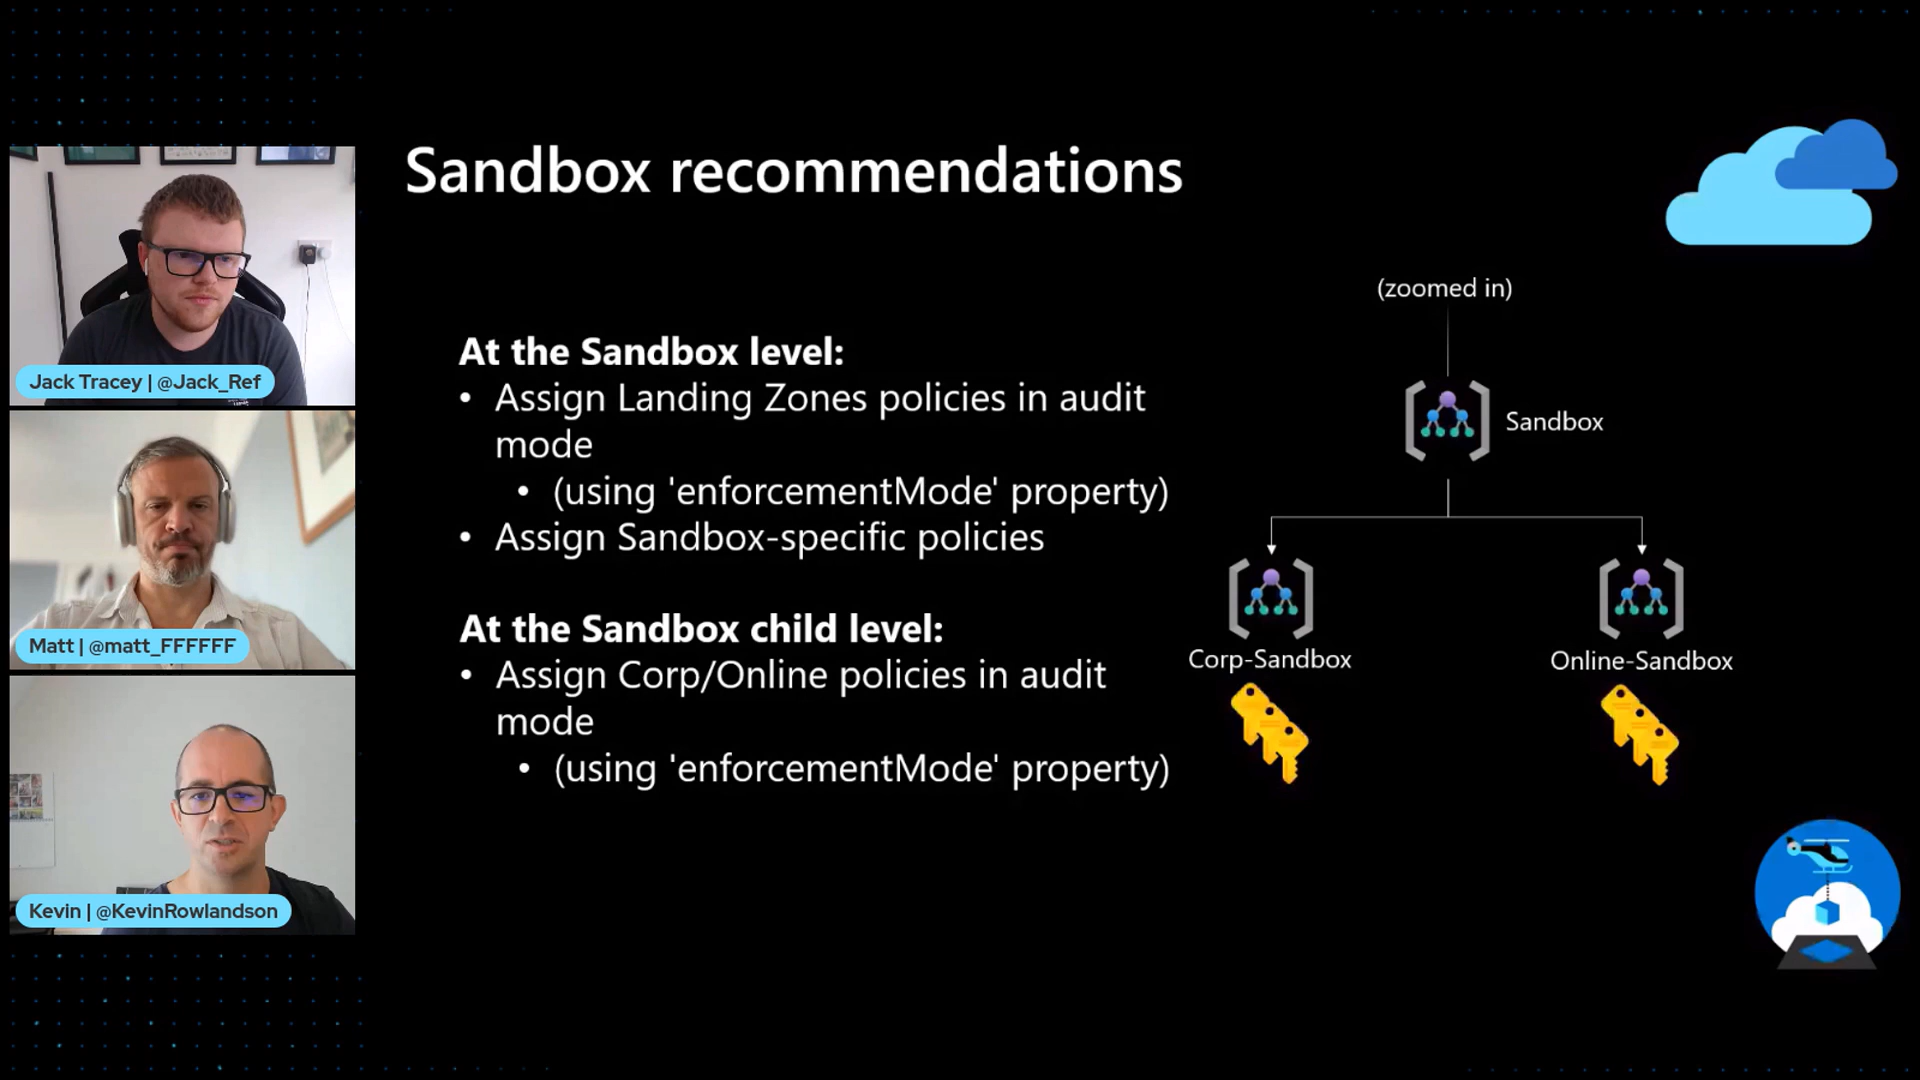 Sandbox recommendations
(zoomed in)
At the Sandbox level:
• Assign Landing Zones policies in audit
mode
• (using 'enforcementMode' property)
• Assign Sandbox-specific policies
At the Sandbox child level:
• Assign Corp/Online policies in audit
mode
• (using 'enforcementMode' property)
Sandbox
Corp-Sandbox
Online-Sandbox
Jack Tracey | @Jack_Ref
Matt | @matt_FFFFFF
Kevin | @KevinRowlandson